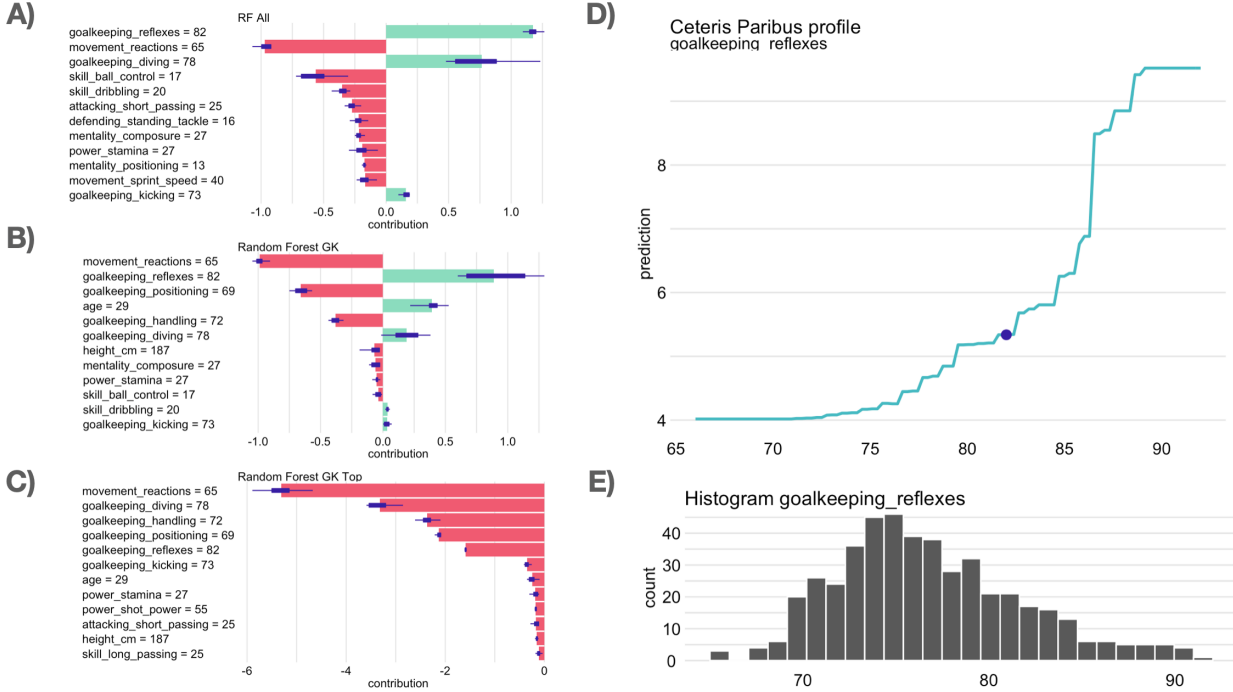 A)
RF All
goalkeeping_reflexes = 82
movement_reactions = 65
goalkeeping_diving = 78
skill_ball_control = 17
skill_dribbling = 20
attacking_short_passing = 25
defending_standing_tackle = 16
mentality_composure = 27
power_stamina = 27
mentality_positioning = 13
movement_sprint_speed = 40
goalkeeping_kicking = 73
-1.0 -0.5 0.0 0.5 1.0
contribution
B)
Random Forest GK
movement_reactions = 65
goalkeeping_reflexes = 82
goalkeeping_positioning = 69
age = 29
goalkeeping_handling = 72
goalkeeping_diving = 78
height_cm = 187
mentality_composure = 27
power_stamina = 27
skill_ball_control = 17
skill_dribbling = 20
goalkeeping_kicking = 73
-1.0 -0.5 0.0 0.5 1.0
contribution
C)
Random Forest GK Top
movement_reactions = 65
goalkeeping_diving = 78
goalkeeping_handling = 72
goalkeeping_positioning = 69
goalkeeping_reflexes = 82
goalkeeping_kicking = 73
age = 29
power_stamina = 27
power_shot_power = 55
attacking_short_passing = 25
height_cm = 187
skill_long_passing = 25
-6 -4 -2 0
contribution
D)
Ceteris Paribus profile
goalkeeping_reflexes
prediction
8
6
4
65 70 75 80 85 90
E)
Histogram goalkeeping_reflexes
count
40
30
20
10
0
70 80 90